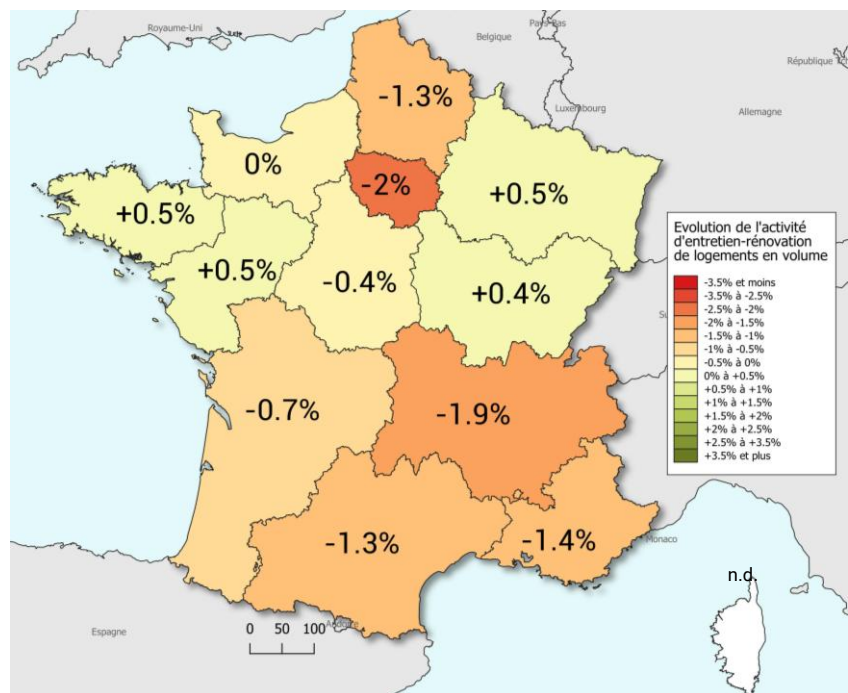 Royaume-Uni
Pays-Bas
Belgique
Luxembourg
Allemagne
-1.3%
0%
-2%
+0.5%
+0.5%
+0.5%
-0.4%
+0.4%
-0.7%
-1.9%
-1.3%
-1.4%
Monaco
n.d.
Espagne
Andorre
0 50 100
Evolution de l'activité
d'entretien-rénovation
de logements en volume
-3.5% et moins
-3.5% à -2.5%
-2.5% à -2%
-2% à -1.5%
-1.5% à -1%
-1% à -0.5%
-0.5% à 0%
0% à +0.5%
+0.5% à +1%
+1% à +1.5%
+1.5% à +2%
+2% à +2.5%
+2.5% à +3.5%
+3.5% et plus